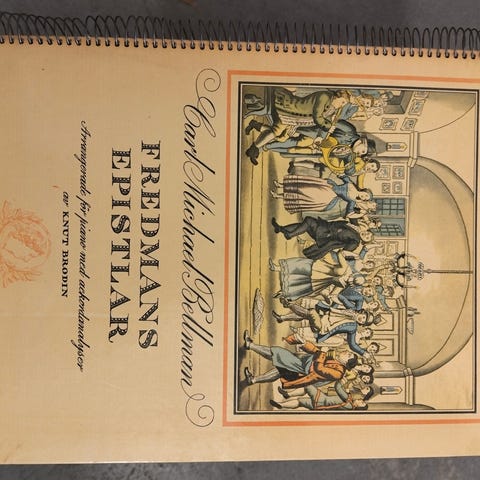 Carl Michael Bellman
FREDMANS
EPISTLAR
Arrangerade för piano med ackordanalyser
av KNUT BRODIN